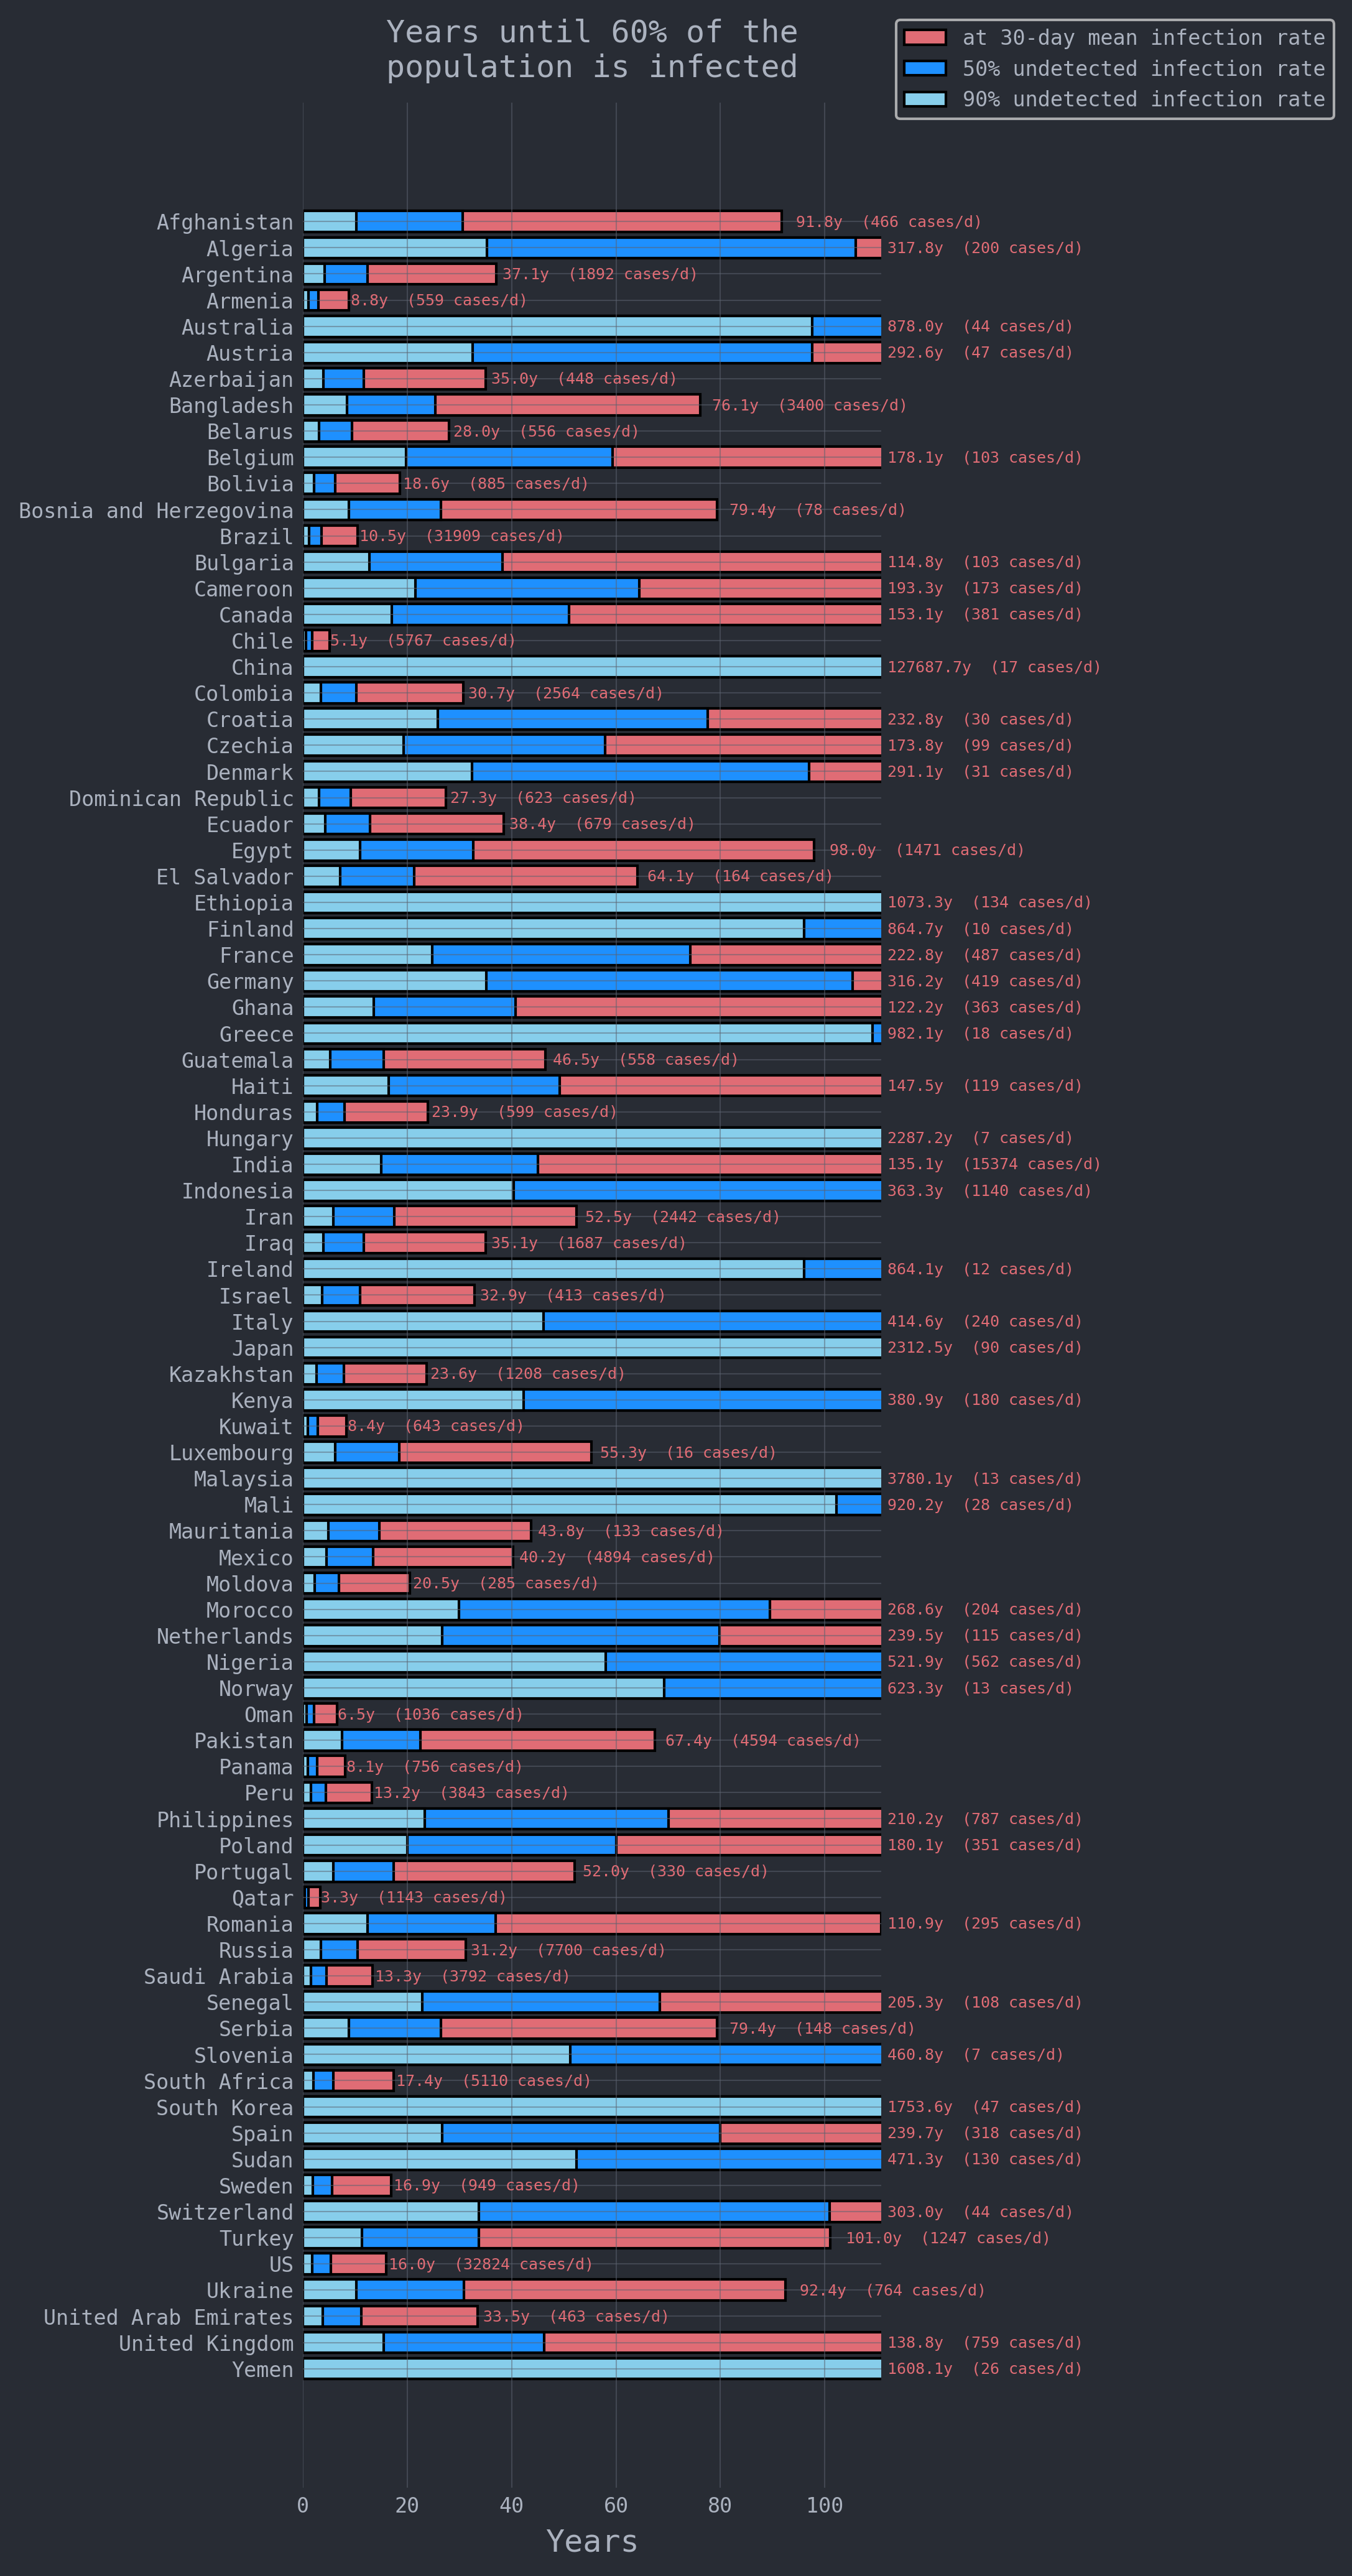 Years until 60% of the
population is infected
at 30-day mean infection rate
50% undetected infection rate
90% undetected infection rate
Afghanistan 91.8y (466 cases/d)
Algeria 317.8y (200 cases/d)
Argentina 37.1y (1892 cases/d)
Armenia 8.8y (559 cases/d)
Australia 878.0y (44 cases/d)
Austria 292.6y (47 cases/d)
Azerbaijan 35.0y (448 cases/d)
Bangladesh 76.1y (3400 cases/d)
Belarus 28.0y (556 cases/d)
Belgium 178.1y (103 cases/d)
Bolivia 18.6y (885 cases/d)
Bosnia and Herzegovina 79.4y (78 cases/d)
Brazil 10.5y (31909 cases/d)
Bulgaria 114.8y (103 cases/d)
Cameroon 193.3y (173 cases/d)
Canada 153.1y (381 cases/d)
Chile 5.1y (5767 cases/d)
China 127687.7y (17 cases/d)
Colombia 30.7y (2564 cases/d)
Croatia 232.8y (30 cases/d)
Czechia 173.8y (99 cases/d)
Denmark 291.1y (31 cases/d)
Dominican Republic 27.3y (623 cases/d)
Ecuador 38.4y (679 cases/d)
Egypt 98.0y (1471 cases/d)
El Salvador 64.1y (164 cases/d)
Ethiopia 1073.3y (134 cases/d)
Finland 864.7y (10 cases/d)
France 222.8y (487 cases/d)
Germany 316.2y (419 cases/d)
Ghana 122.2y (363 cases/d)
Greece 982.1y (18 cases/d)
Guatemala 46.5y (558 cases/d)
Haiti 147.5y (119 cases/d)
Honduras 23.9y (599 cases/d)
Hungary 2287.2y (7 cases/d)
India 135.1y (15374 cases/d)
Indonesia 363.3y (1140 cases/d)
Iran 52.5y (2442 cases/d)
Iraq 35.1y (1687 cases/d)
Ireland 864.1y (12 cases/d)
Israel 32.9y (413 cases/d)
Italy 414.6y (240 cases/d)
Japan 2312.5y (90 cases/d)
Kazakhstan 23.6y (1208 cases/d)
Kenya 380.9y (180 cases/d)
Kuwait 8.4y (643 cases/d)
Luxembourg 55.3y (16 cases/d)
Malaysia 3780.1y (13 cases/d)
Mali 920.2y (28 cases/d)
Mauritania 43.8y (133 cases/d)
Mexico 40.2y (4894 cases/d)
Moldova 20.5y (285 cases/d)
Morocco 268.6y (204 cases/d)
Netherlands 239.5y (115 cases/d)
Nigeria 521.9y (562 cases/d)
Norway 623.3y (13 cases/d)
Oman 6.5y (1036 cases/d)
Pakistan 67.4y (4594 cases/d)
Panama 8.1y (756 cases/d)
Peru 13.2y (3843 cases/d)
Philippines 210.2y (787 cases/d)
Poland 180.1y (351 cases/d)
Portugal 52.0y (330 cases/d)
Qatar 3.3y (1143 cases/d)
Romania 110.9y (295 cases/d)
Russia 31.2y (7700 cases/d)
Saudi Arabia 13.3y (3792 cases/d)
Senegal 205.3y (108 cases/d)
Serbia 79.4y (148 cases/d)
Slovenia 460.8y (7 cases/d)
South Africa 17.4y (5110 cases/d)
South Korea 1753.6y (47 cases/d)
Spain 239.7y (318 cases/d)
Sudan 471.3y (130 cases/d)
Sweden 16.9y (949 cases/d)
Switzerland 303.0y (44 cases/d)
Turkey 101.0y (1247 cases/d)
US 16.0y (32824 cases/d)
Ukraine 92.4y (764 cases/d)
United Arab Emirates 33.5y (463 cases/d)
United Kingdom 138.8y (759 cases/d)
Yemen 1608.1y (26 cases/d)
0 20 40 60 80 100
Years